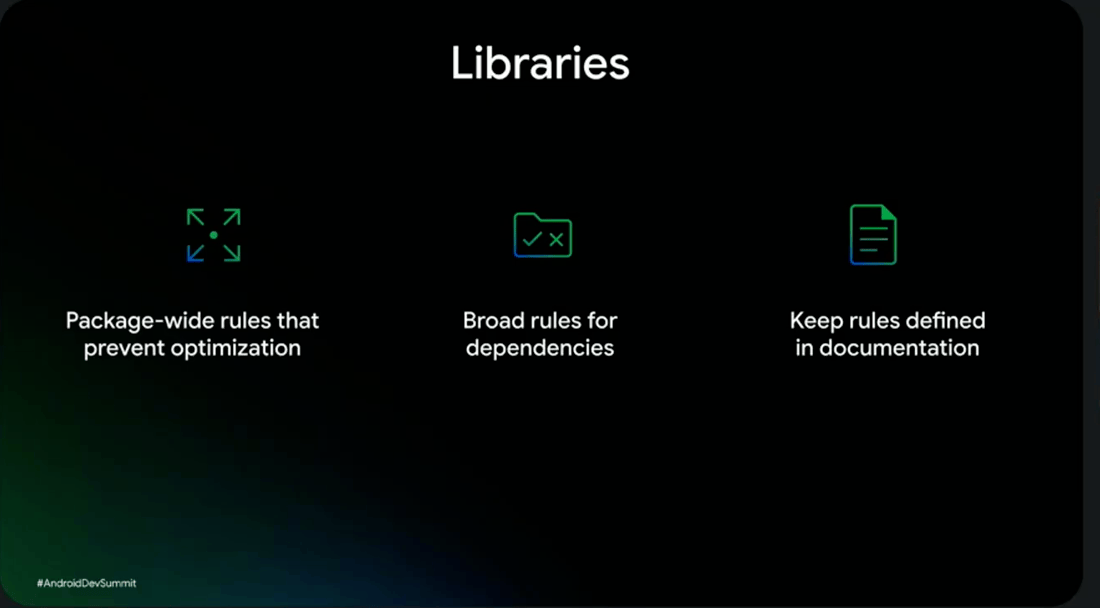 Libraries
Package-wide rules that
prevent optimization
Broad rules for
dependencies
Keep rules defined
in documentation
#AndroidDevSummit